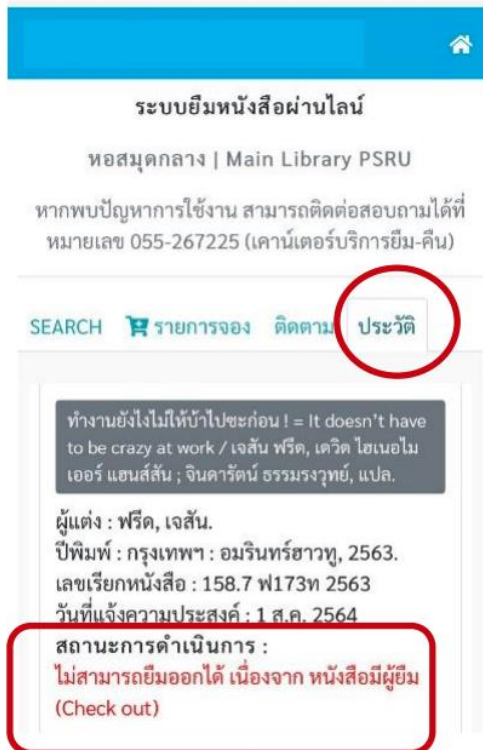 ระบบยืมหนังสือผ่านไลน์
หอสมุดกลาง | Main Library PSRU
หากพบปัญหาการใช้งาน สามารถติดต่อสอบถามได้ที่
หมายเลข 055-267225 (เคาน์เตอร์บริการยืม-คืน)
SEARCH รายการจอง ติดตาม ประวัติ
ทำงานยังไงไม่ให้บ้าไปซะก่อน ! = It doesn't have
to be crazy at work / เจสัน ฟรีด, เดวิด ไฮเนอไม
เออร์ แฮนส์สัน ; จินดารัตน์ ธรรมรงวุทย์, แปล.
ผู้แต่ง : ฟรีด, เจสัน.
ปีพิมพ์ : กรุงเทพฯ : อมรินทร์ฮาวทู, 2563.
เลขเรียกหนังสือ : 158.7 ฟ173ท 2563
วันที่แจ้งความประสงค์ : 1 ส.ค. 2564
สถานะการดำเนินการ :
ไม่สามารถยืมออกได้ เนื่องจาก หนังสือมีผู้ยืม
(Check out)